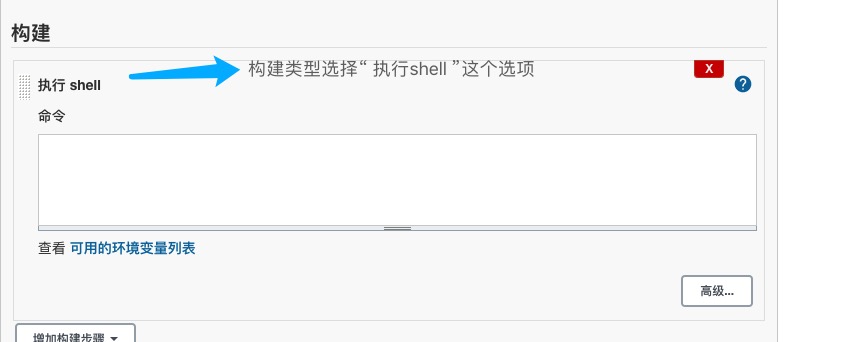 构建
构建类型选择“ 执行shell ”这个选项
X
执行 shell
?
命令
查看 可用的环境变量列表
高级...
增加构建步骤